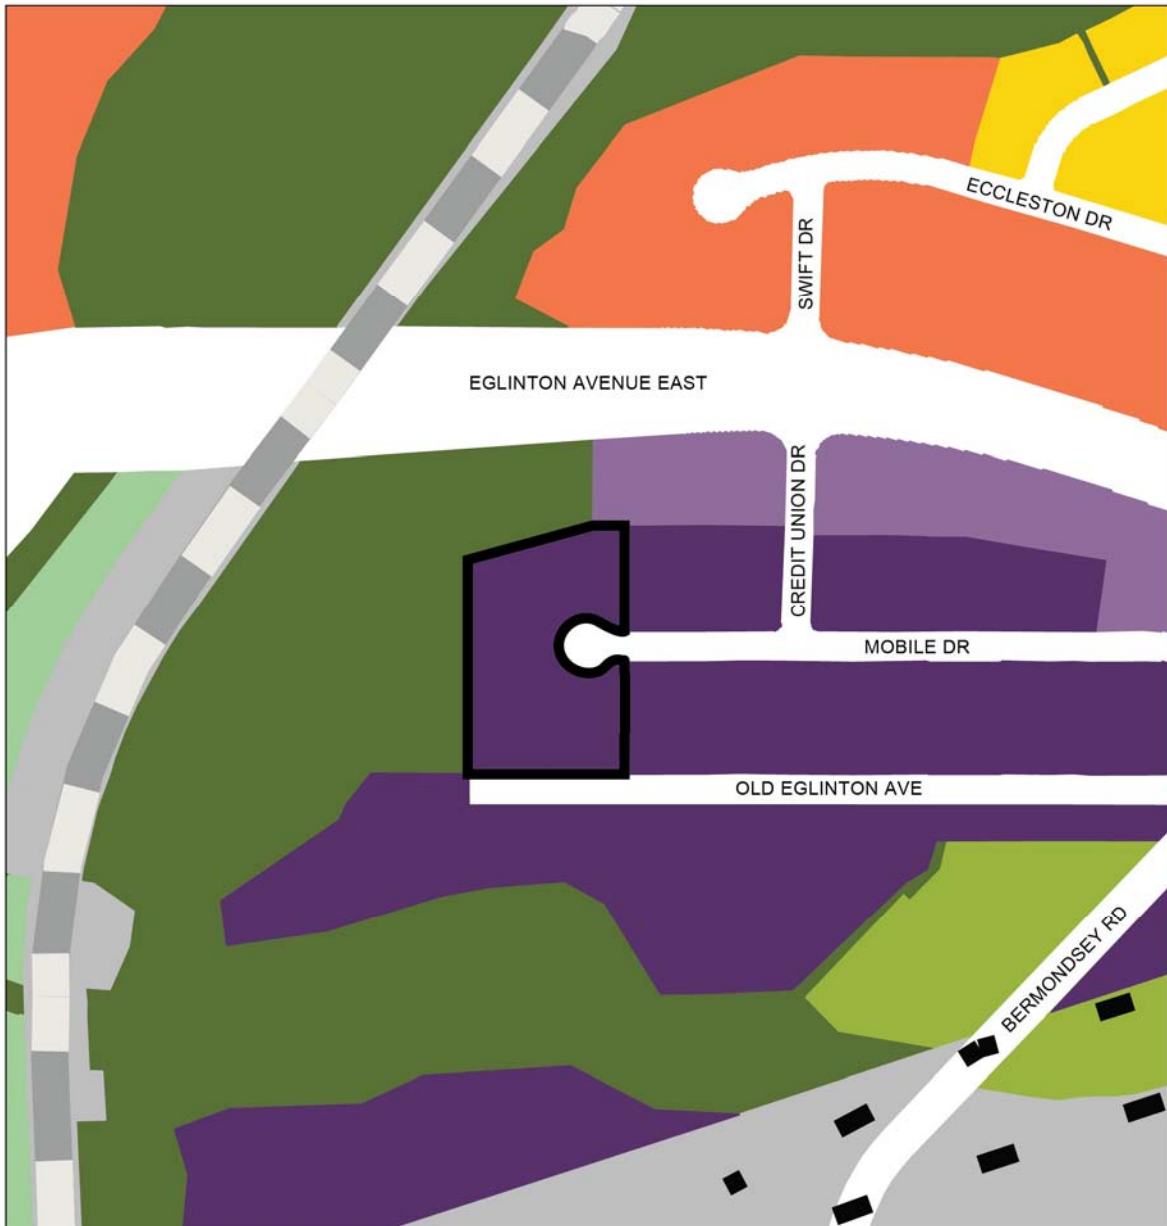 ECCLESTON DR
SWIFT DR
EGLINTON AVENUE EAST
CREDIT UNION DR
MOBILE DR
OLD EGLINTON AVE
BERMONDSEY RD